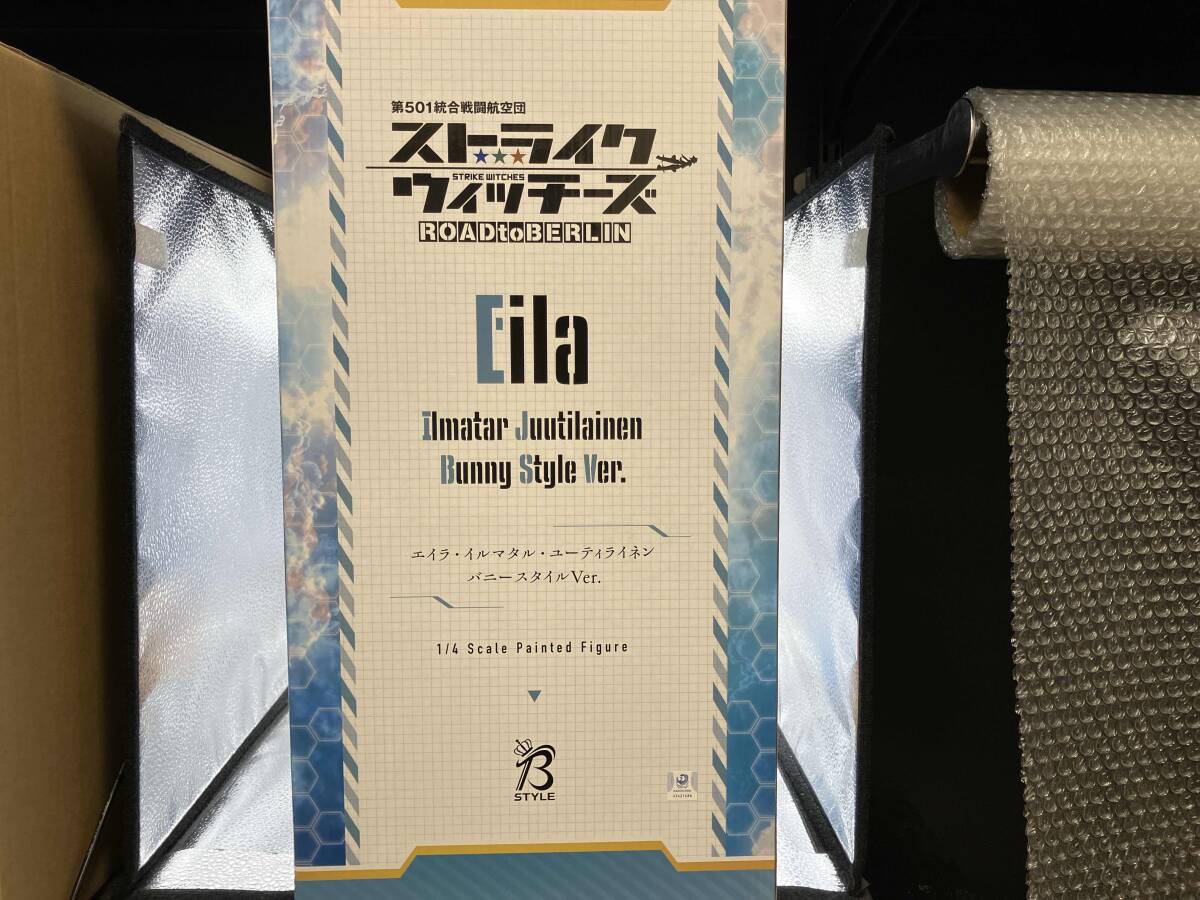 第501統合戦闘航空団
ストライク
STRIKE WITCHES
ウィッチーズ
ROADtoBERLIN
Eila
Ilmatar Juutilainen
Bunny Style Ver.
エイラ・イルマタル・ユーティライネン
バニースタイルVer.
1/4 Scale Painted Figure
B
STYLE